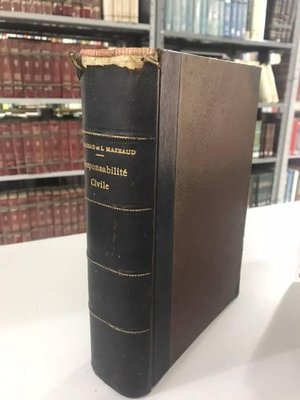 & L. MAZEAUD
Responsabilité
Civile